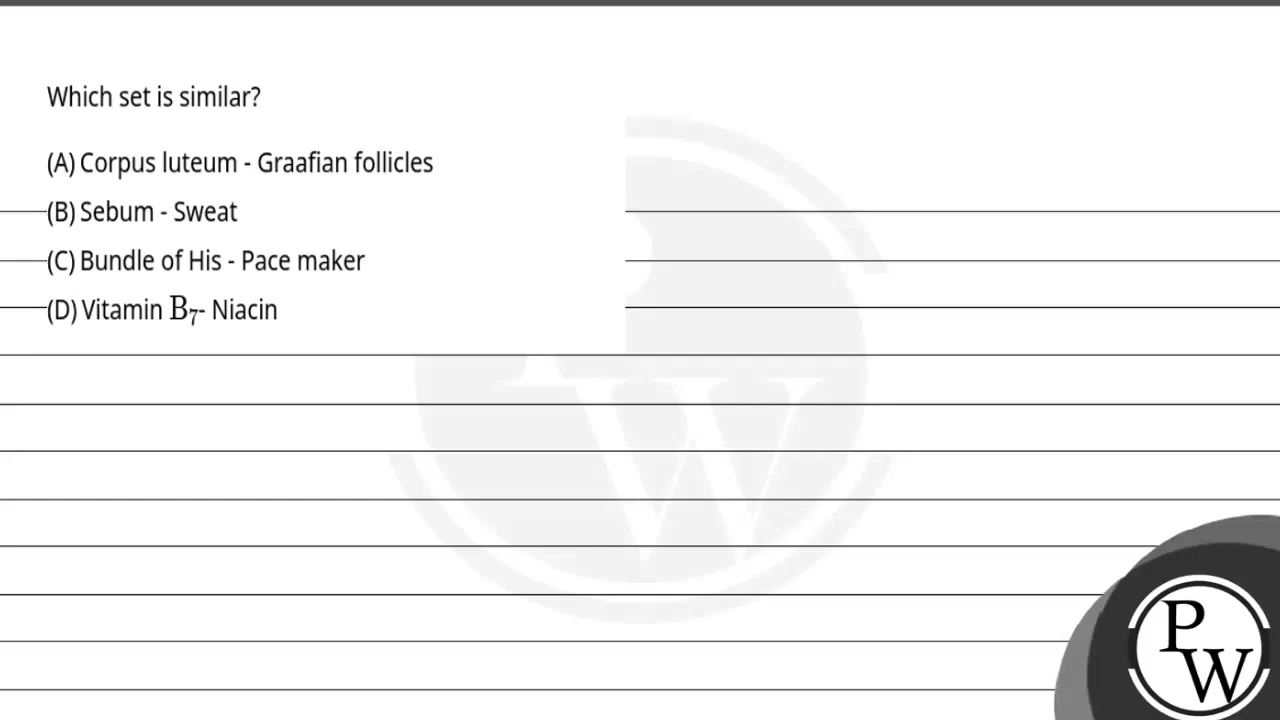 Which set is similar?
(A) Corpus luteum - Graafian follicles
(B) Sebum - Sweat
(C) Bundle of His - Pace maker
(D) Vitamin B₇- Niacin
PW
PW